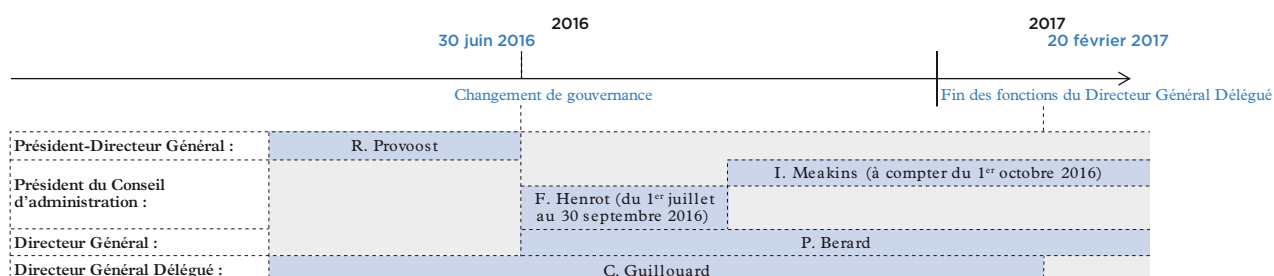 2016
2017
30 juin 2016
20 février 2017
Changement de gouvernance
Fin des fonctions du Directeur Général Délégué
Président-Directeur Général :
R. Provoost
I. Meakins (à compter du 1er octobre 2016)
Président du Conseil
d'administration :
F. Henrot (du 1er juillet
au 30 septembre 2016)
Directeur Général :
P. Berard
Directeur Général Délégué :
C. Guillouard